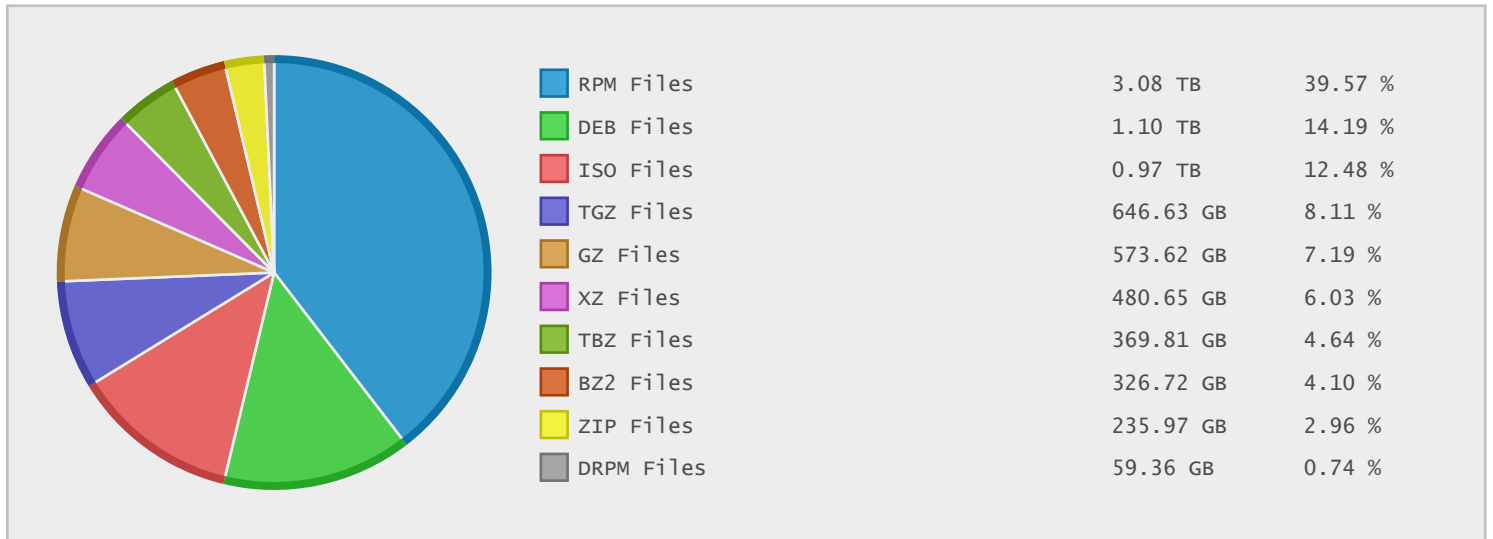 RPM Files 3.08 TB 39.57 %
DEB Files 1.10 TB 14.19 %
ISO Files 0.97 TB 12.48 %
TGZ Files 646.63 GB 8.11 %
GZ Files 573.62 GB 7.19 %
XZ Files 480.65 GB 6.03 %
TBZ Files 369.81 GB 4.64 %
BZ2 Files 326.72 GB 4.10 %
ZIP Files 235.97 GB 2.96 %
DRPM Files 59.36 GB 0.74 %